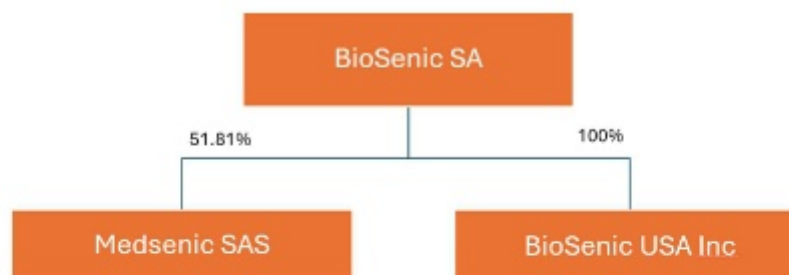 BioSenic SA
51.81%
100%
Medsenic SAS
BioSenic USA Inc